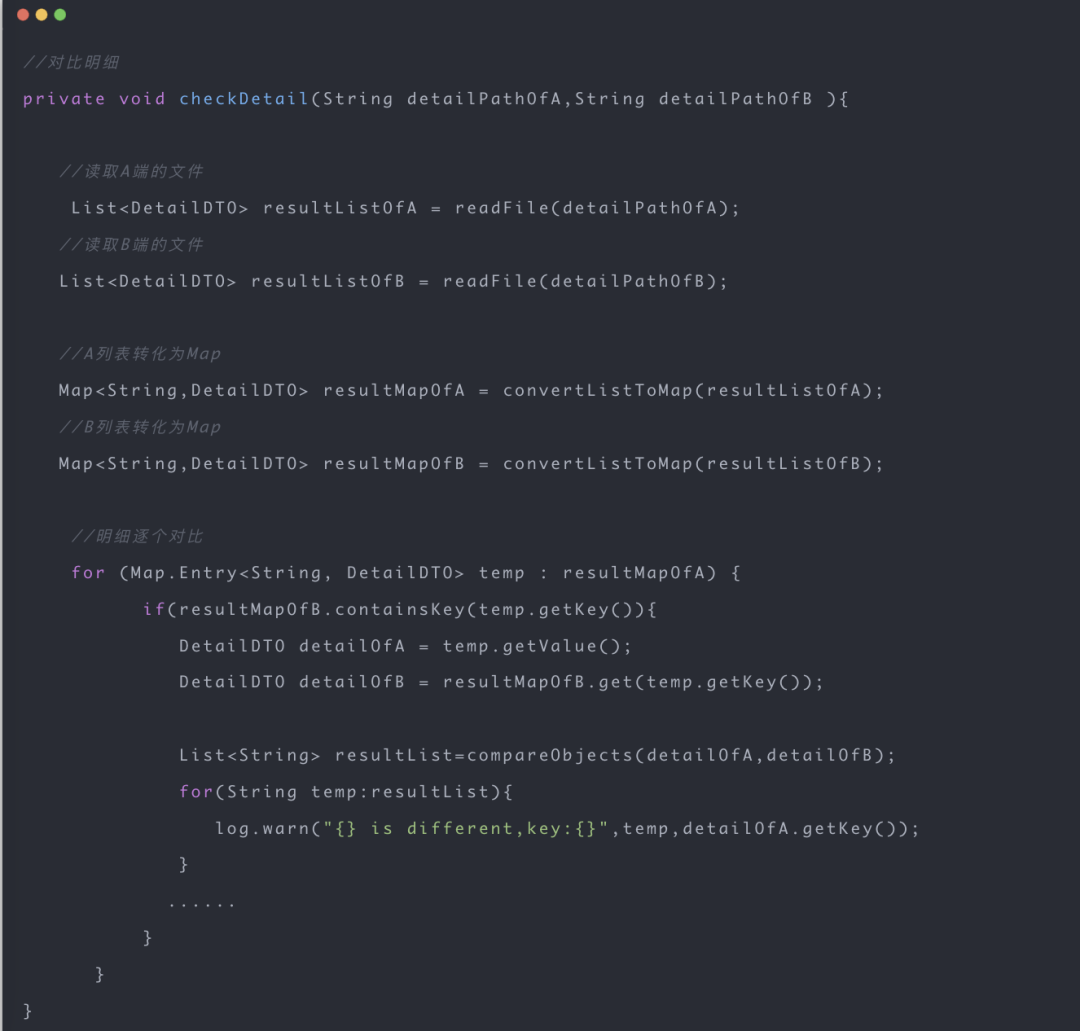 //对比明细
private void checkDetail(String detailPathOfA,String detailPathOfB ){
//读取A端的文件
List<DetailDTO> resultListOfA = readFile(detailPathOfA);
//读取B端的文件
List<DetailDTO> resultListOfB = readFile(detailPathOfB);
//A列表转化为Map
Map<String,DetailDTO> resultMapOfA = convertListToMap(resultListOfA);
//B列表转化为Map
Map<String,DetailDTO> resultMapOfB = convertListToMap(resultListOfB);
//明细逐个对比
for (Map.Entry<String, DetailDTO> temp : resultMapOfA) {
if(resultMapOfB.containsKey(temp.getKey()){
DetailDTO detailOfA = temp.getValue();
DetailDTO detailOfB = resultMapOfB.get(temp.getKey());
List<String> resultList=compareObjects(detailOfA,detailOfB);
for(String temp:resultList){
log.warn("{} is different,key:{}",temp,detailOfA.getKey());
}
......
}
}
}